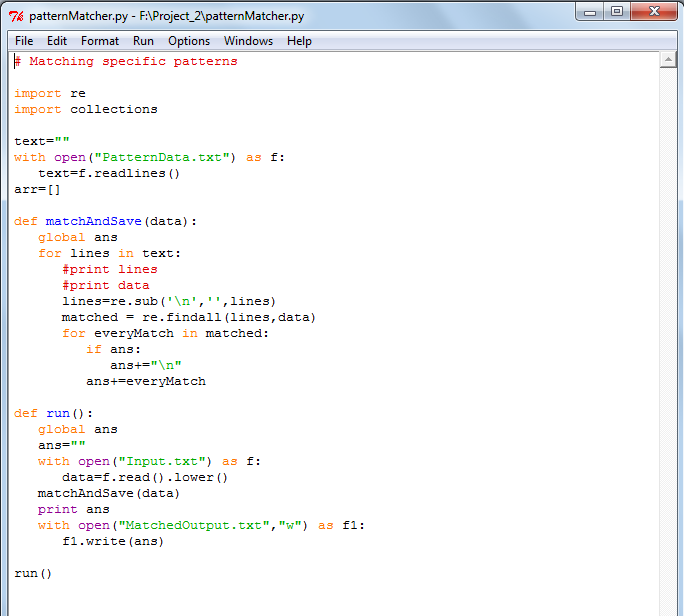 patternMatcher.py - F:\Project_2\patternMatcher.py
File Edit Format Run Options Windows Help
# Matching specific patterns

import re
import collections

text=""
with open("PatternData.txt") as f:
   text=f.readlines()
arr=[]

def matchAndSave(data):
   global ans
   for lines in text:
      #print lines
      #print data
      lines=re.sub('\n','',lines)
      matched = re.findall(lines,data)
      for everyMatch in matched:
         if ans:
            ans+="\n"
         ans+=everyMatch

def run():
   global ans
   ans=""
   with open("Input.txt") as f:
      data=f.read().lower()
   matchAndSave(data)
   print ans
   with open("MatchedOutput.txt","w") as f1:
      f1.write(ans)

run()